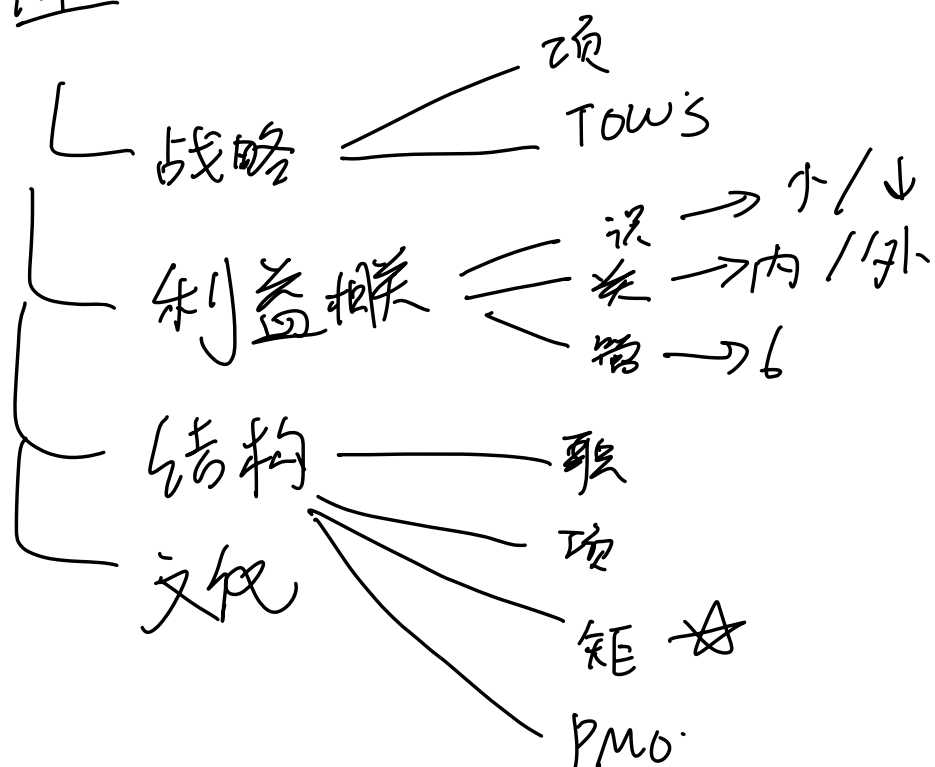 项
TOWS
战略
识 → 小/↓
利益相联
关 → 内/外
管 → 6
结构
职
项
文化
矩 ☆
PMO